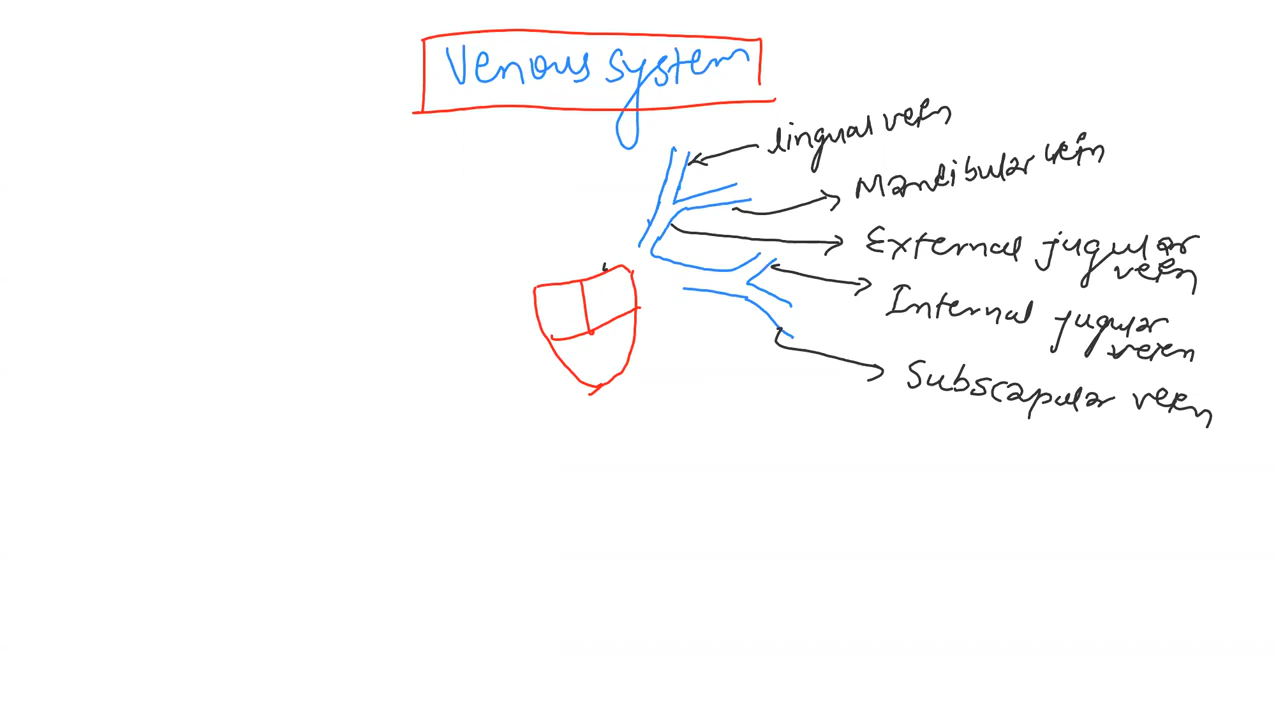 Venous system
lingual vein
Mandibular vein
External jugular
vein
Internal jugular
vein
Subscapular vein